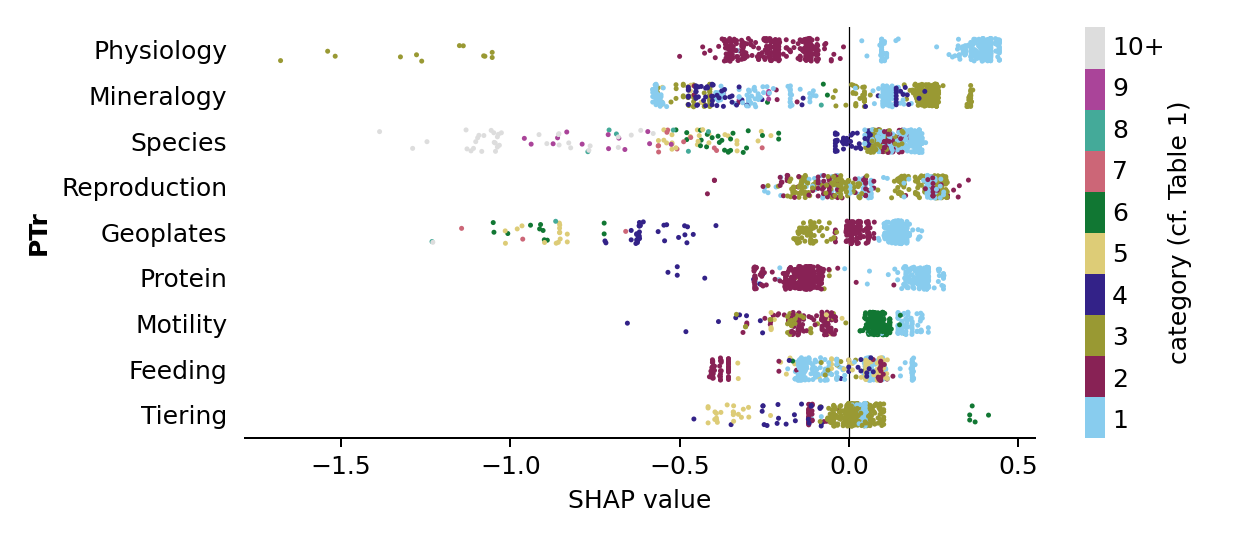 Physiology
Mineralogy
Species
Reproduction
Geoplates
Protein
Motility
Feeding
Tiering
PTr
−1.5 −1.0 −0.5 0.0 0.5
SHAP value
10+
9
8
7
6
5
4
3
2
1
category (cf. Table 1)